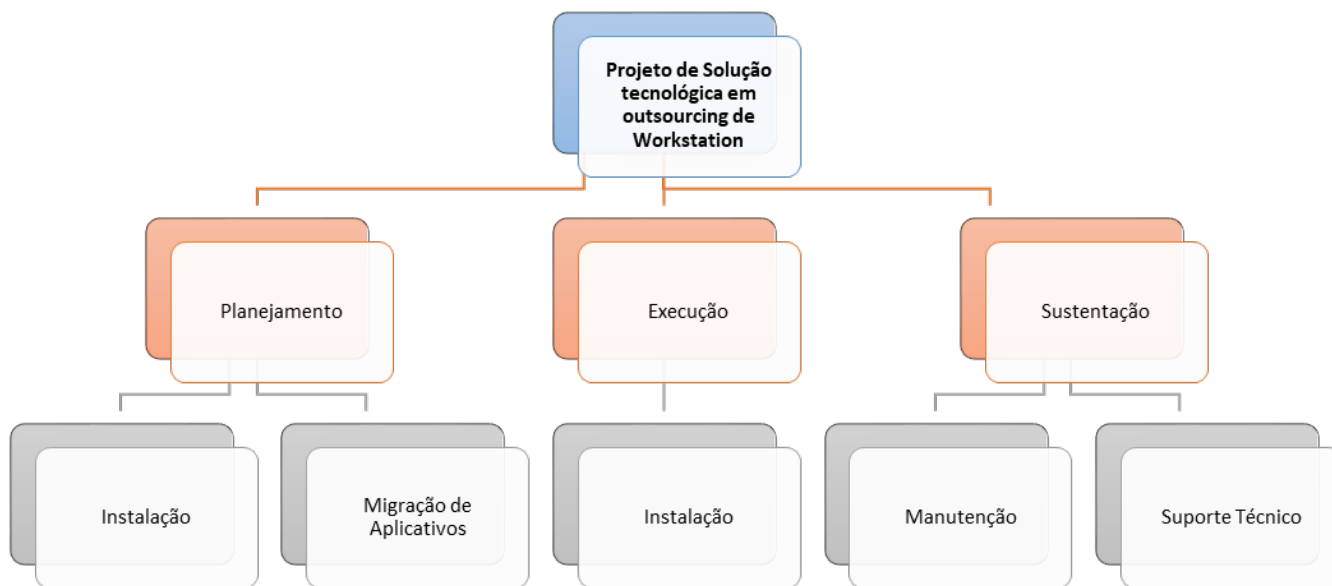 Projeto de Solução
tecnológica em
outsourcing de
Workstation
Planejamento
Execução
Sustentação
Instalação
Migração de
Aplicativos
Instalação
Manutenção
Suporte Técnico